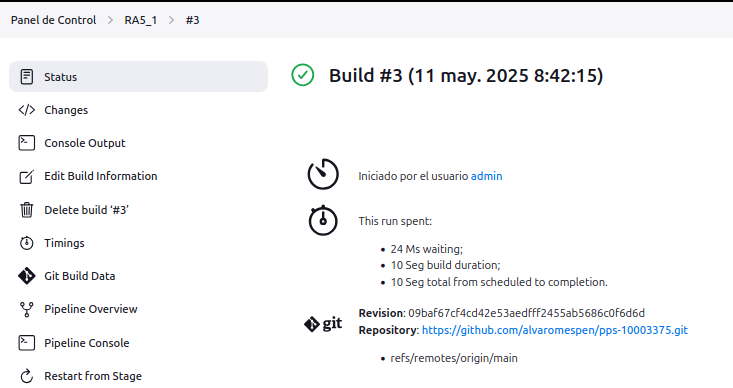 Panel de Control > RA5_1 > #3
Status
Changes
Console Output
Edit Build Information
Delete build ‘#3’
Timings
Git Build Data
Pipeline Overview
Pipeline Console
Restart from Stage
Build #3 (11 may. 2025 8:42:15)
Iniciado por el usuario admin
This run spent:
• 24 Ms waiting;
• 10 Seg build duration;
• 10 Seg total from scheduled to completion.
git
Revision: 09baf67cf4cd42e53aedfff2455ab5686c0f6d6d
Repository: https://github.com/alvaromespen/pps-10003375.git
• refs/remotes/origin/main